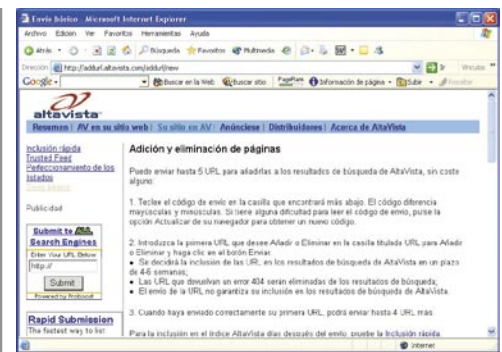 Envío básico - Microsoft Internet Explorer
Archivo Edición Ver Favoritos Herramientas Ayuda
Atrás Búsqueda Favoritos Multimedia
Dirección http://addurl.altavista.com/addurl/new Ir Vínculos
Google Buscar en la Web Buscar sitio PageRank Información de página Subir Resaltar
altavista
Resumen | AV en su sitio web | Su sitio en AV | Anúnciese | Distribuidores | Acerca de AltaVista
Inclusión rápida
Trusted Feed
Perfeccionamiento de los listados
Publicidad
Submit to ALL Search Engines
Enter Your URL Below
http://
Submit
Powered by
Rapid Submission
The fastest way to list
Adición y eliminación de páginas
Puede enviar hasta 5 URL para añadirlas a los resultados de búsqueda de AltaVista, sin coste
alguno:
1. Teclee el código de envío en la casilla que encontrará más abajo. El código diferencia
mayúsculas y minúsculas. Si tiene alguna dificultad para leer el código de envío, pulse la
opción Actualizar de su navegador para obtener un nuevo código.
2. Introduzca la primera URL que desee Añadir o Eliminar en la casilla titulada URL para Añadir
o Eliminar y haga clic en el botón Enviar.
• Se decidirá la inclusión de las URL en los resultados de búsqueda de AltaVista en un plazo
de 4-6 semanas;
• Las URL que devuelvan un error 404 serán eliminadas de los resultados de búsqueda;
• El envío de la URL no garantiza su inclusión en los resultados de búsqueda de AltaVista.
3. Cuando haya enviado correctamente su primera URL, podrá enviar hasta 4 URL más.
Para la inclusión en el índice AltaVista días después del envío, pruebe la Inclusión rápida.
Internet